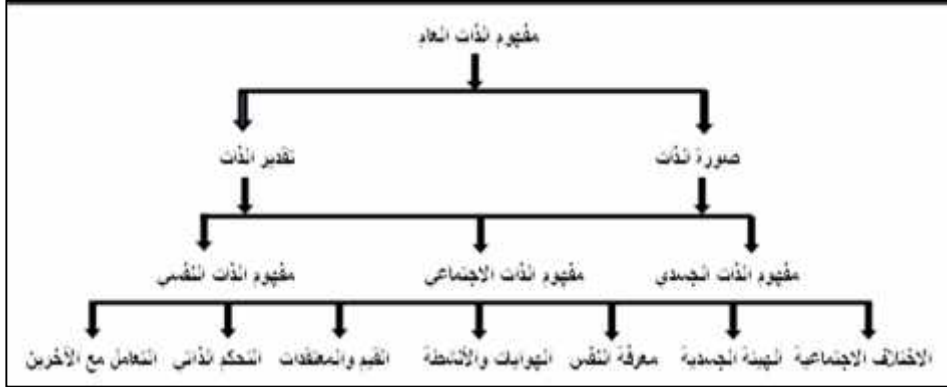 مفهوم الذات العام
صورة الذات تقدير الذات
مفهوم الذات الجسدي مفهوم الذات الاجتماعي مفهوم الذات النفسي
الاختلاف الاجتماعية الهيئة الجسدية معرفة النفس الهوايات والأنشطة القيم والمعتقدات التحكم الذاتي التعامل مع الآخرين